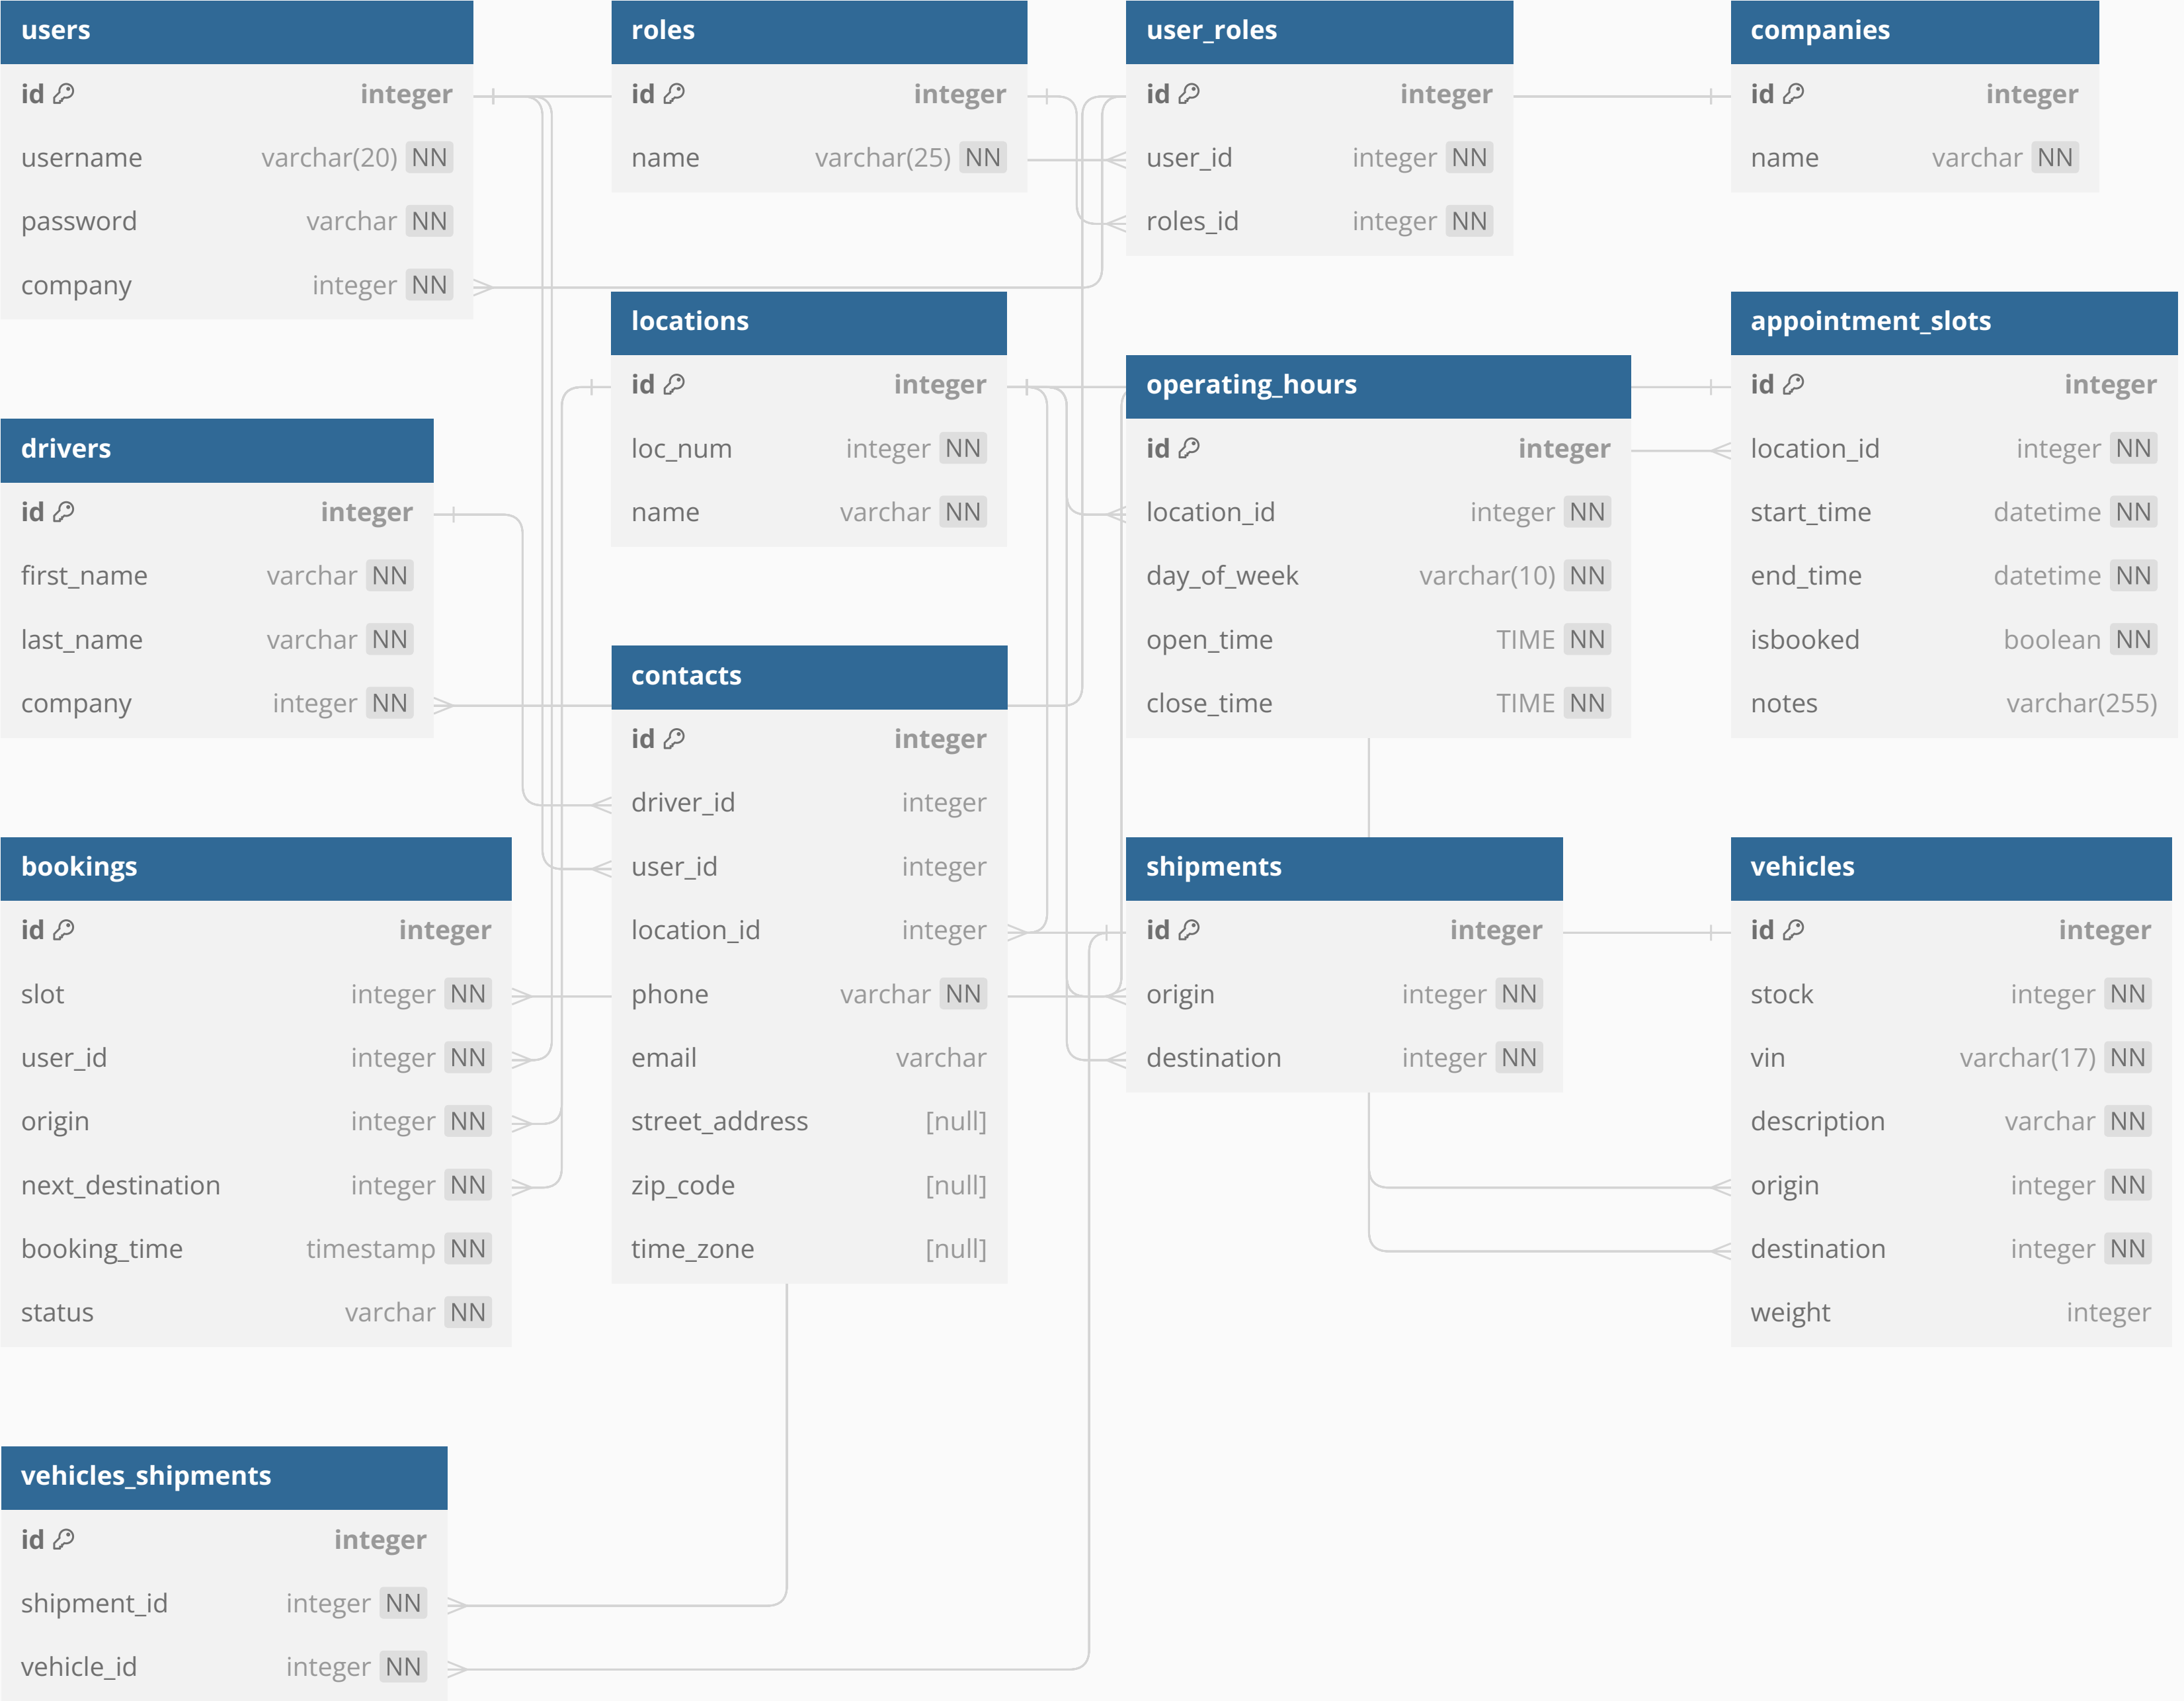 users
id integer
username varchar(20) NN
password varchar NN
company integer NN
roles
id integer
name varchar(25) NN
user_roles
id integer
user_id integer NN
roles_id integer NN
companies
id integer
name varchar NN
locations
id integer
loc_num integer NN
name varchar NN
operating_hours
id integer
location_id integer NN
day_of_week varchar(10) NN
open_time TIME NN
close_time TIME NN
appointment_slots
id integer
location_id integer NN
start_time datetime NN
end_time datetime NN
isbooked boolean NN
notes varchar(255)
drivers
id integer
first_name varchar NN
last_name varchar NN
company integer NN
contacts
id integer
driver_id integer
user_id integer
location_id integer
phone varchar NN
email varchar
street_address [null]
zip_code [null]
time_zone [null]
bookings
id integer
slot integer NN
user_id integer NN
origin integer NN
next_destination integer NN
booking_time timestamp NN
status varchar NN
shipments
id integer
origin integer NN
destination integer NN
vehicles
id integer
stock integer NN
vin varchar(17) NN
description varchar NN
origin integer NN
destination integer NN
weight integer
vehicles_shipments
id integer
shipment_id integer NN
vehicle_id integer NN